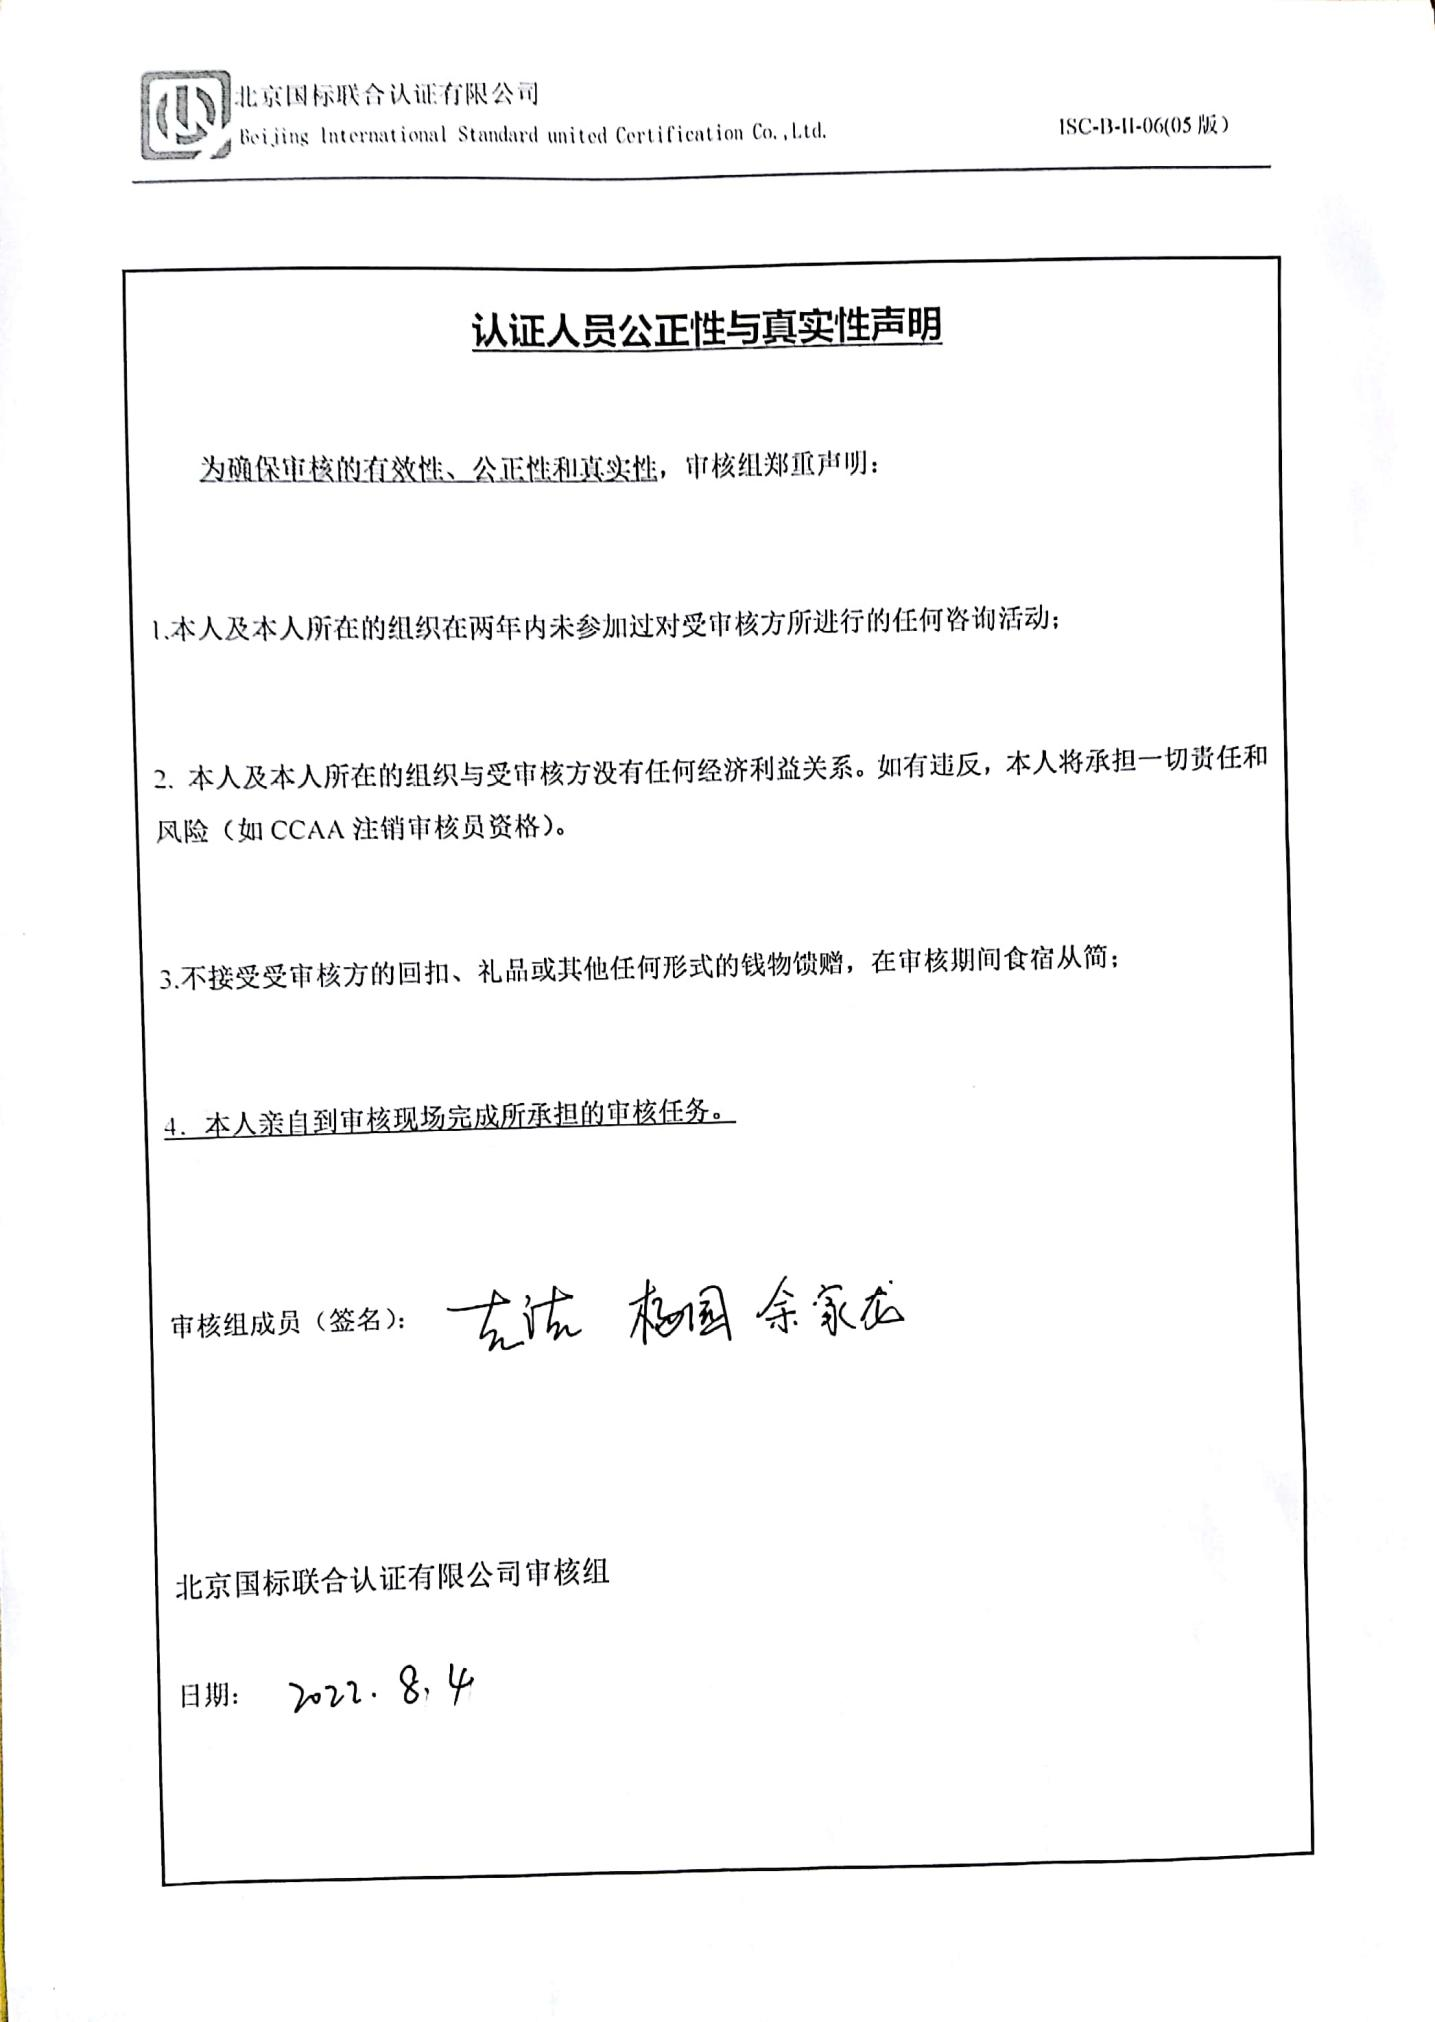 北京国标联合认证有限公司
Beijing International Standard united Certification Co.,Ltd.
ISC-B-II-06(05版)
认证人员公正性与真实性声明
为确保审核的有效性、公正性和真实性，审核组郑重声明：
1.本人及本人所在的组织在两年内未参加过对受审核方所进行的任何咨询活动；
2. 本人及本人所在的组织与受审核方没有任何经济利益关系。如有违反，本人将承担一切责任和
风险（如 CCAA 注销审核员资格）。
3.不接受受审核方的回扣、礼品或其他任何形式的钱物馈赠，在审核期间食宿从简；
4. 本人亲自到审核现场完成所承担的审核任务。
审核组成员（签名）： 吉洁 余家龙
北京国标联合认证有限公司审核组
日期： 2022.8.4